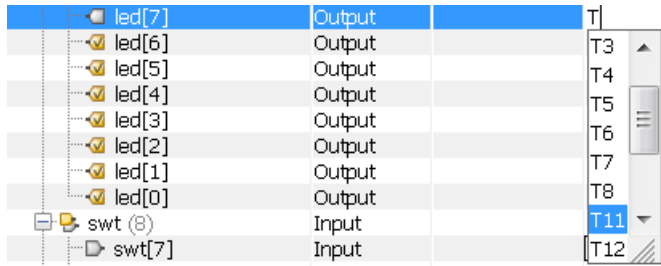 led[7] Output T
led[6] Output T3
led[5] Output T4
led[4] Output T5
led[3] Output T6
led[2] Output T7
led[1] Output T8
led[0] Output
swt (8) Input T11
swt[7] Input T12